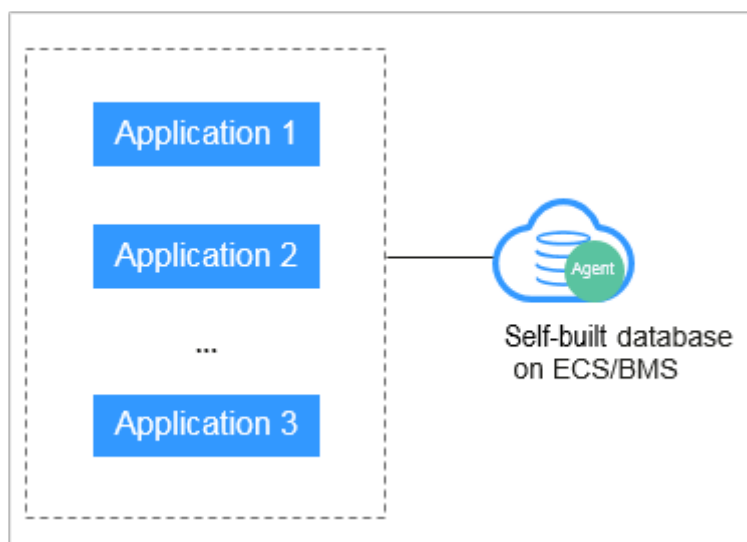 Application 1
Application 2
...
Application 3
Agent
Self-built database
on ECS/BMS